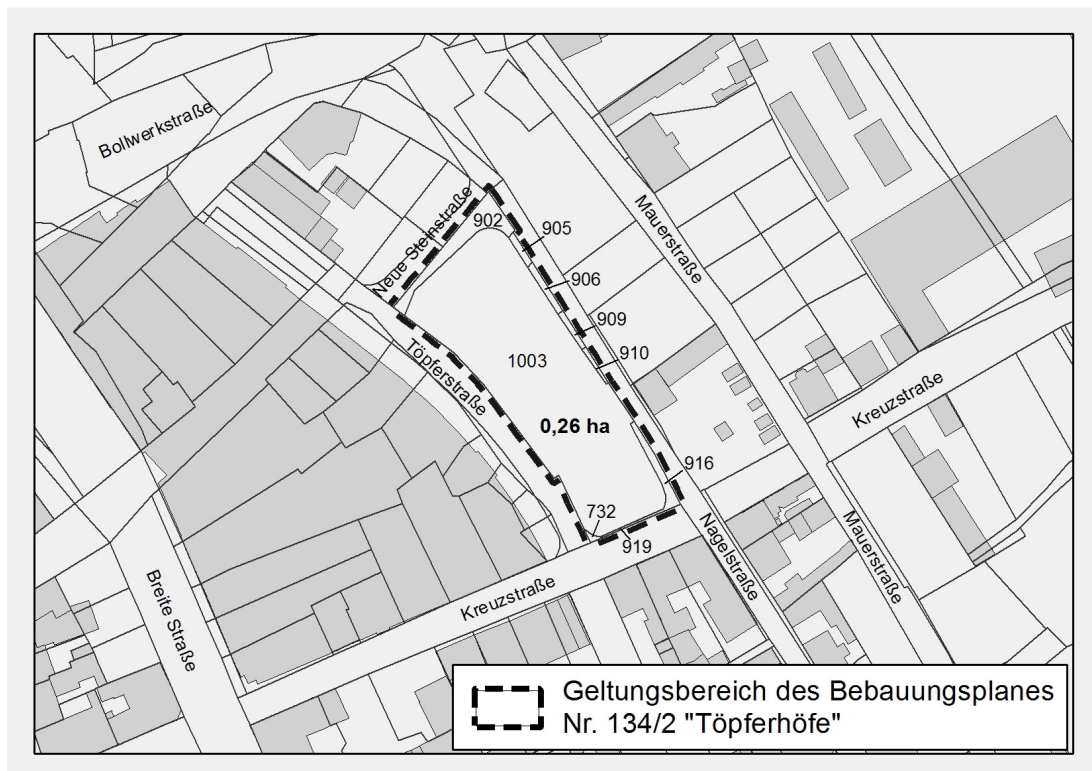 Bollwerkstraße
Neue Steinstraße
902
905
Mauerstraße
906
909
910
Töpferstraße
1003
Kreuzstraße
0,26 ha
916
732
919
Nagelstraße
Mauerstraße
Breite Straße
Kreuzstraße
Geltungsbereich des Bebauungsplanes
Nr. 134/2 "Töpferhöfe"